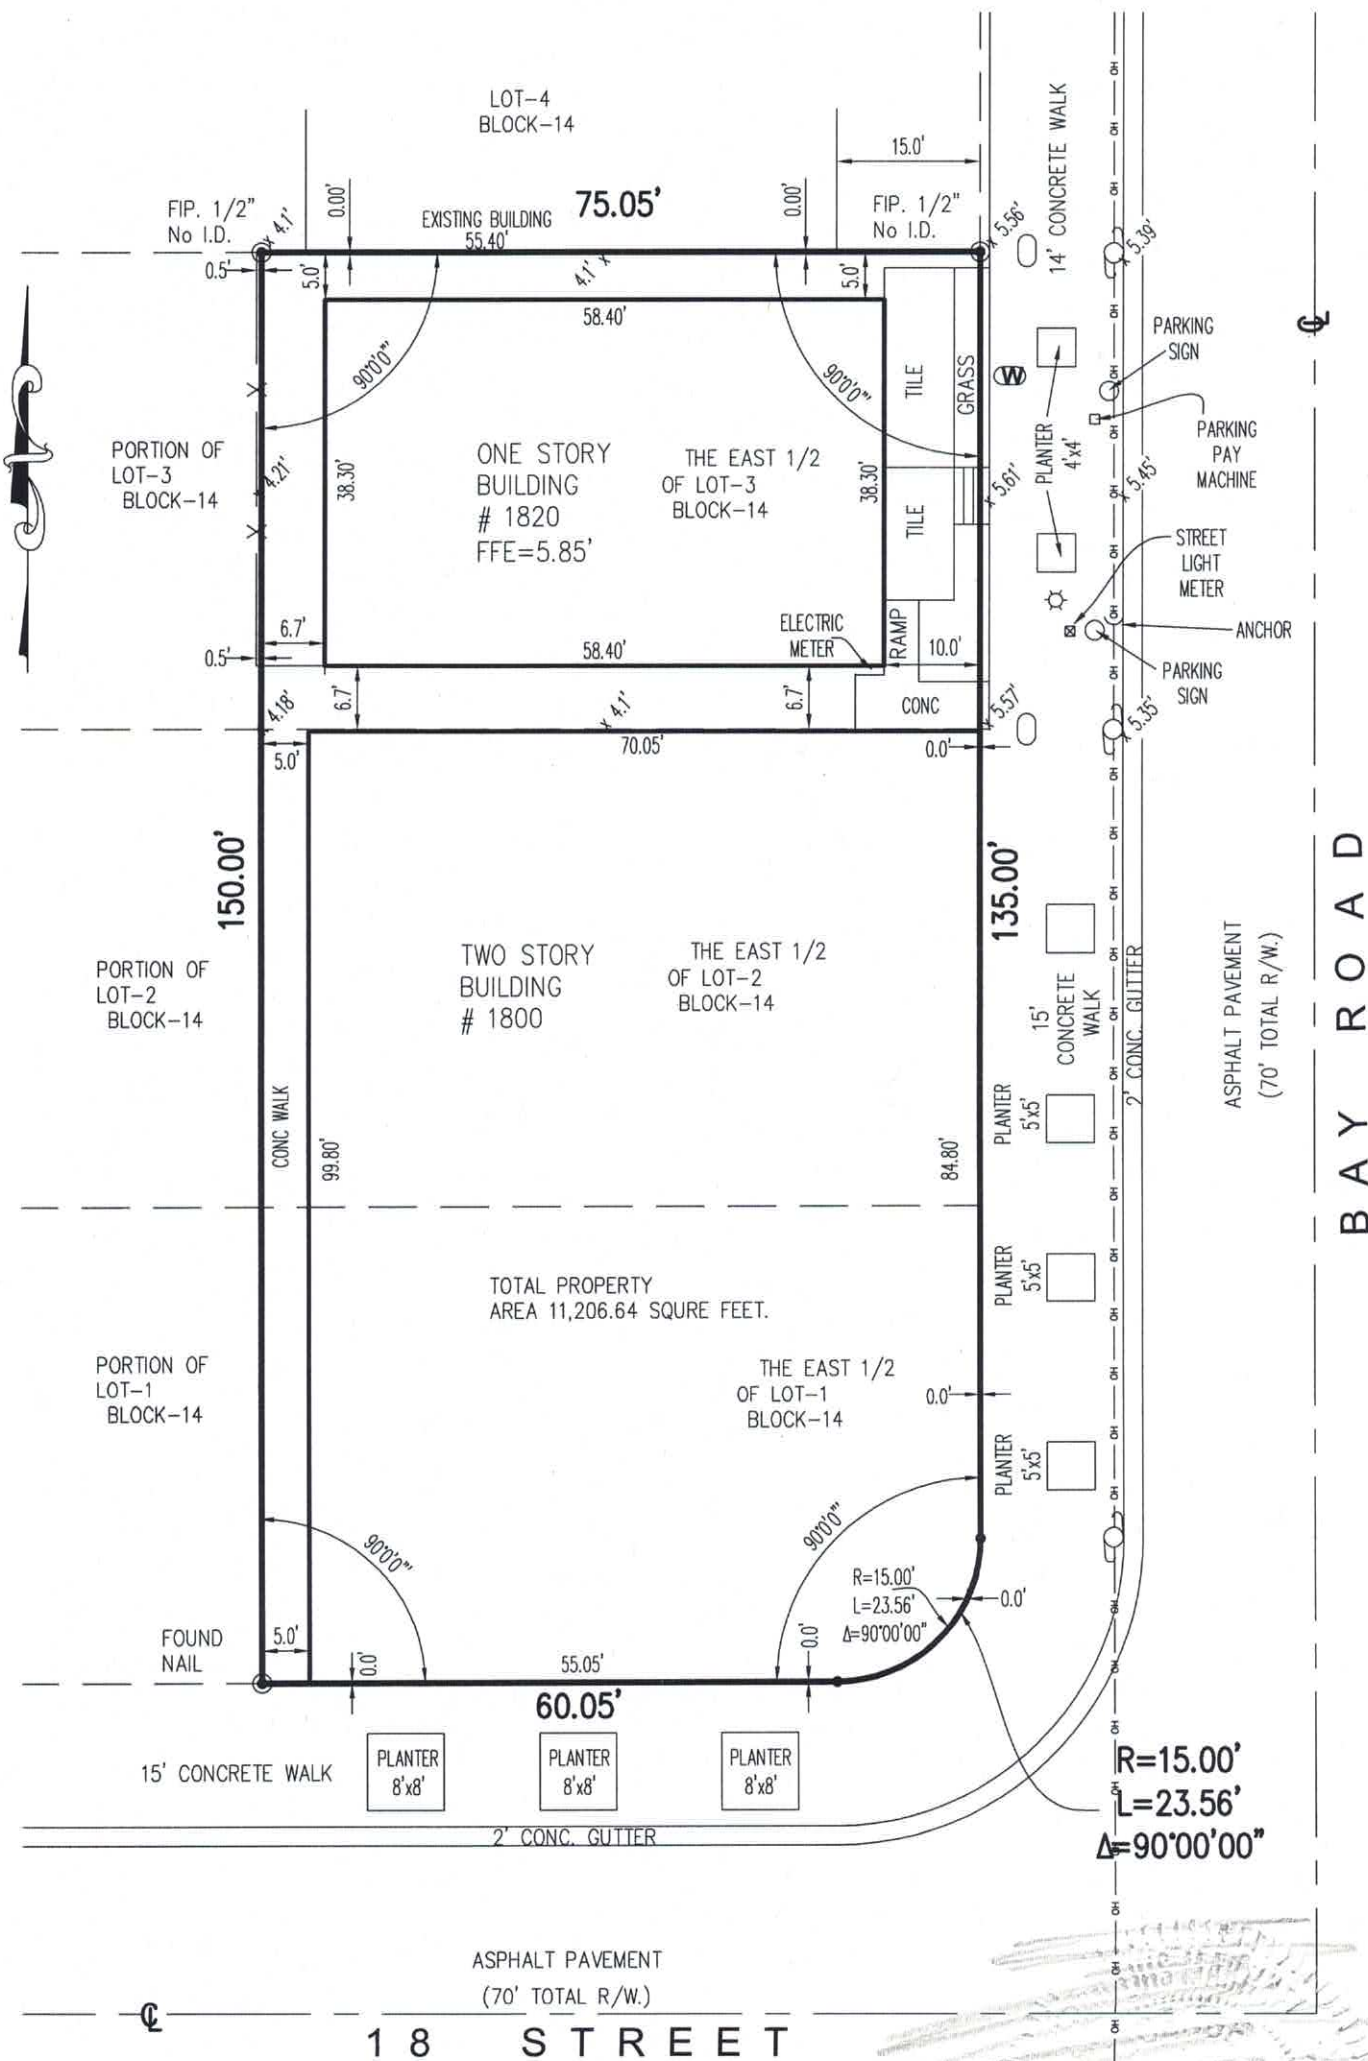 LOT-4
BLOCK-14
14' CONCRETE WALK
15.0'
FIP. 1/2"
No I.D.
4.1'
0.00'
EXISTING BUILDING
55.40'
75.05'
0.00'
FIP. 1/2"
No I.D.
5.56'
5.39'
0.5'
5.0'
4.1'
5.0'
58.40'
90°0'0"'
90°0'0"'
TILE
GRASS
W
PLANTER
4'x4'
PARKING
SIGN
PARKING
PAY
MACHINE
℄
PORTION OF
LOT-3
BLOCK-14
4.21'
38.30'
ONE STORY
BUILDING
# 1820
FFE=5.85'
THE EAST 1/2
OF LOT-3
BLOCK-14
38.30'
TILE
5.61'
5.45'
STREET
LIGHT
METER
ANCHOR
PARKING
SIGN
6.7'
0.5'
58.40'
ELECTRIC
METER
RAMP
10.0'
4.18'
6.7'
4.1'
6.7'
CONC
5.57'
5.35'
5.0'
70.05'
0.0'
150.00'
135.00'
TWO STORY
BUILDING
# 1800
THE EAST 1/2
OF LOT-2
BLOCK-14
PORTION OF
LOT-2
BLOCK-14
15'
CONCRETE
WALK
2' CONC. GUTTER
ASPHALT PAVEMENT
(70' TOTAL R/W.)
BAY ROAD
CONC WALK
99.80'
84.80'
PLANTER
5'x5'
TOTAL PROPERTY
AREA 11,206.64 SQURE FEET.
PLANTER
5'x5'
PORTION OF
LOT-1
BLOCK-14
THE EAST 1/2
OF LOT-1
BLOCK-14
0.0'
PLANTER
5'x5'
90°0'0"'
90°0'0"'
R=15.00'
L=23.56'
Δ=90°00'00"
0.0'
FOUND
NAIL
5.0'
0.0'
55.05'
0.0'
60.05'
15' CONCRETE WALK
PLANTER
8'x8'
PLANTER
8'x8'
PLANTER
8'x8'
R=15.00'
L=23.56'
Δ=90°00'00"
2' CONC. GUTTER
ASPHALT PAVEMENT
(70' TOTAL R/W.)
℄
18 STREET